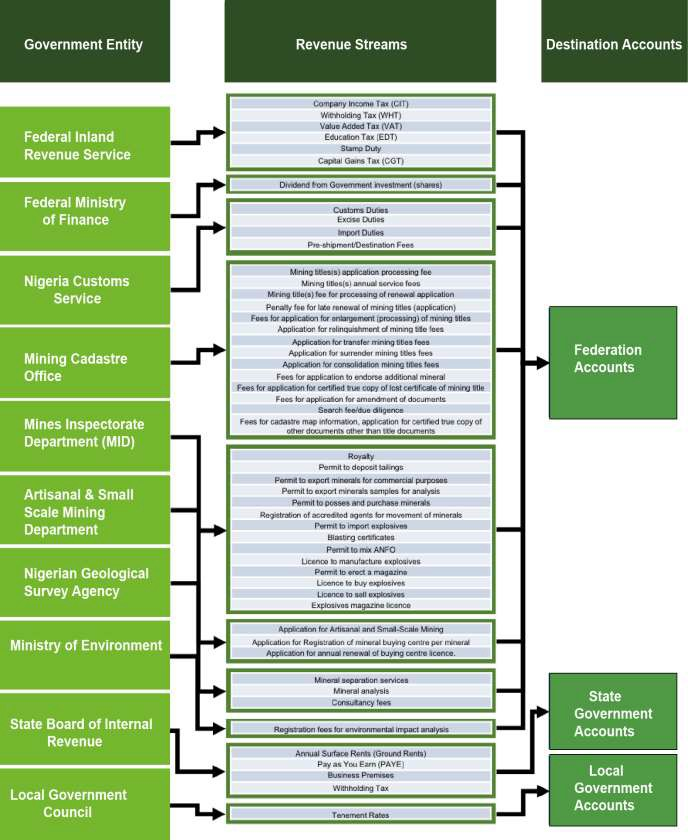 Government Entity
Revenue Streams
Destination Accounts
Federal Inland
Revenue Service
Federal Ministry
of Finance
Nigeria Customs
Service
Mining Cadastre
Office
Mines Inspectorate
Department (MID)
Artisanal & Small
Scale Mining
Department
Nigerian Geological
Survey Agency
Ministry of Environment
State Board of Internal
Revenue
Local Government
Council
Company Income Tax (CIT)
Withholding Tax (WHT)
Value Added Tax (VAT)
Education Tax (EDT)
Stamp Duty
Capital Gains Tax (CGT)
Dividend from Government investment (shares)
Customs Duties
Excise Duties
Import Duties
Pre-shipment/Destination Fees
Mining titles(s) application processing fee
Mining titles(s) annual service fees
Mining title(s) fee for processing of renewal application
Penalty fee for late renewal of mining titles (application)
Fees for application for enlargement (processing) of mining titles
Application for relinquishment of mining title fees
Application for transfer mining titles fees
Application for surrender mining titles fees
Application for consolidation mining titles fees
Fees for application to endorse additional mineral
Fees for application for certified true copy of lost certificate of mining title
Fees for application for amendment of documents
Search fee/due diligence
Fees for cadastre map information, application for certified true copy of
other documents other than title documents
Royalty
Permit to deposit tailings
Permit to export minerals for commercial purposes
Permit to export minerals samples for analysis
Permit to posses and purchase minerals
Registration of accredited agents for movement of minerals
Permit to import explosives
Blasting certificates
Permit to mix ANFO
Licence to manufacture explosives
Permit to erect a magazine
Licence to buy explosives
Licence to sell explosives
Explosives magazine licence
Application for Artisanal and Small-Scale Mining
Application for Registration of mineral buying centre per mineral
Application for annual renewal of buying centre licence.
Mineral separation services
Mineral analysis
Consultancy fees
Registration fees for environmental impact analysis
Annual Surface Rents (Ground Rents)
Pay as You Earn (PAYE)
Business Premises
Withholding Tax
Tenement Rates
Federation
Accounts
State
Government
Accounts
Local
Government
Accounts